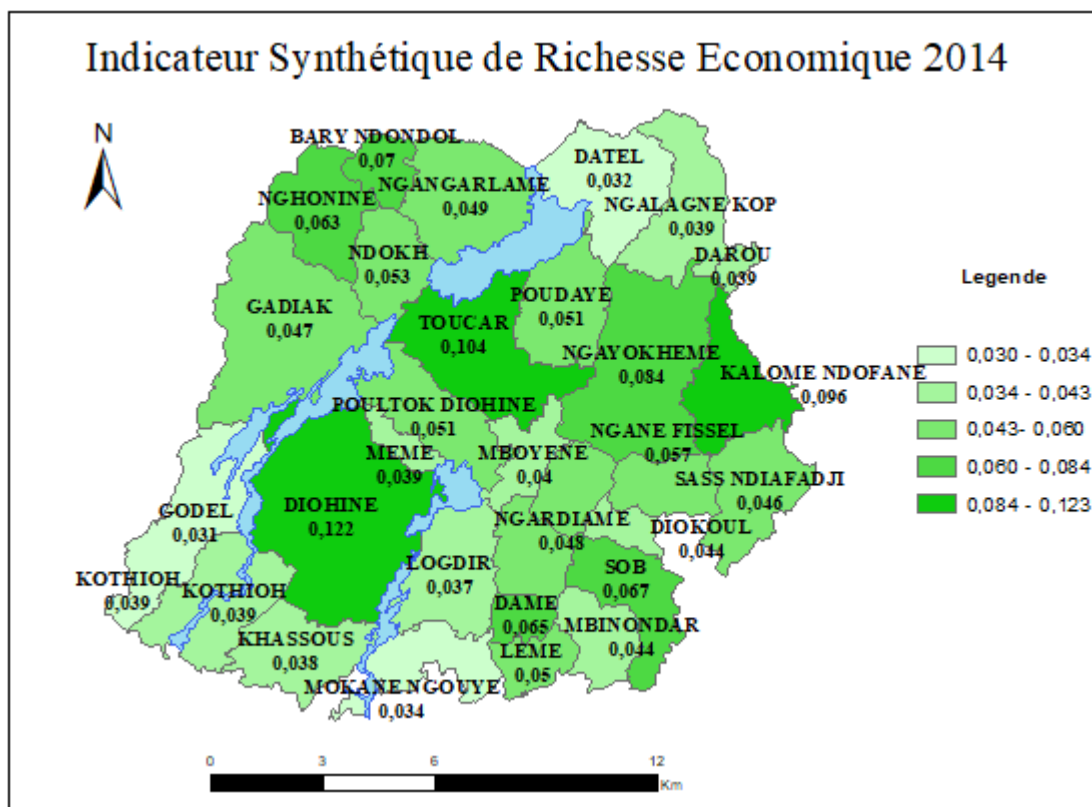 Indicateur Synthétique de Richesse Economique 2014
N
BARY NDONDOL
0,07
NGANGARLAME
0,049
NGHONINE
0,063
NDOKH
0,053
DATEL
0,032
NGALAGNE KOP
0,039
DAROU
0,039
GADIAK
0,047
TOUCAR
0,104
POUDAYE
0,051
NGAYOKHEME
0,084
KALOME NDOFANE
0,096
POULTOK DIOHINE
0,051
MEME
0,039
MBOYENE
0,04
NGANE FISSEL
0,057
SASS NDIAFADJI
0,046
DIOHINE
0,122
GODEL
0,031
NGARDIAME
0,048
DIOKOUL
0,044
KOTHIOH
0,039
KOTHIOH
0,039
LOGDIR
0,037
SOB
0,067
DAME
0,065
MBINONDAR
0,044
KHASSOUS
0,038
LEME
0,05
MOKANE NGOUYE
0,034
Legende
0,030 - 0,034
0,034 - 0,043
0,043- 0,060
0,060 - 0,084
0,084 - 0,123
0 3 6 12
Km